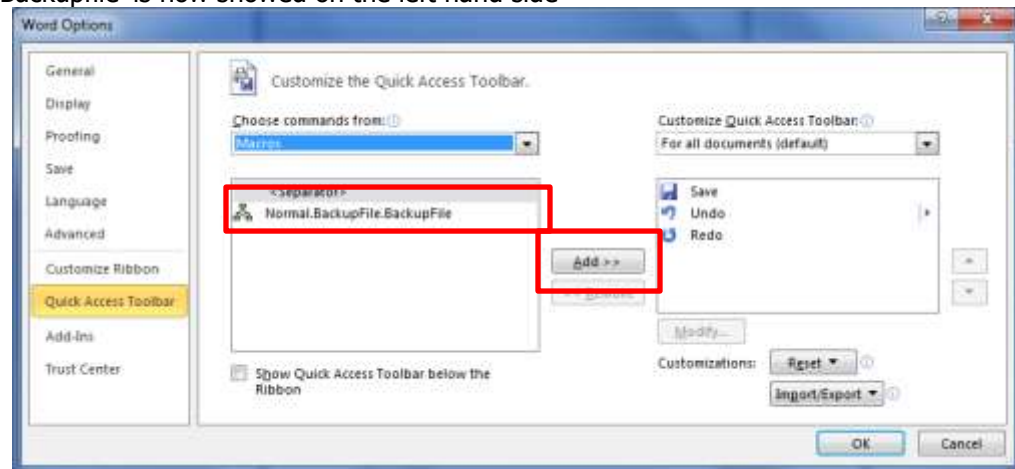 Backupfile' is now showed on the left hand side
Word Options
General
Display
Proofing
Save
Language
Advanced
Customize Ribbon
Quick Access Toolbar
Add-Ins
Trust Center
Customize the Quick Access Toolbar.
Choose commands from:
Macros
<Separator>
Normal.BackupFile.BackupFile
Show Quick Access Toolbar below the
Ribbon
Add >>
<< Remove
Customize Quick Access Toolbar:
For all documents (default)
Save
Undo
Redo
Modify...
Customizations:
Reset
Import/Export
OK
Cancel